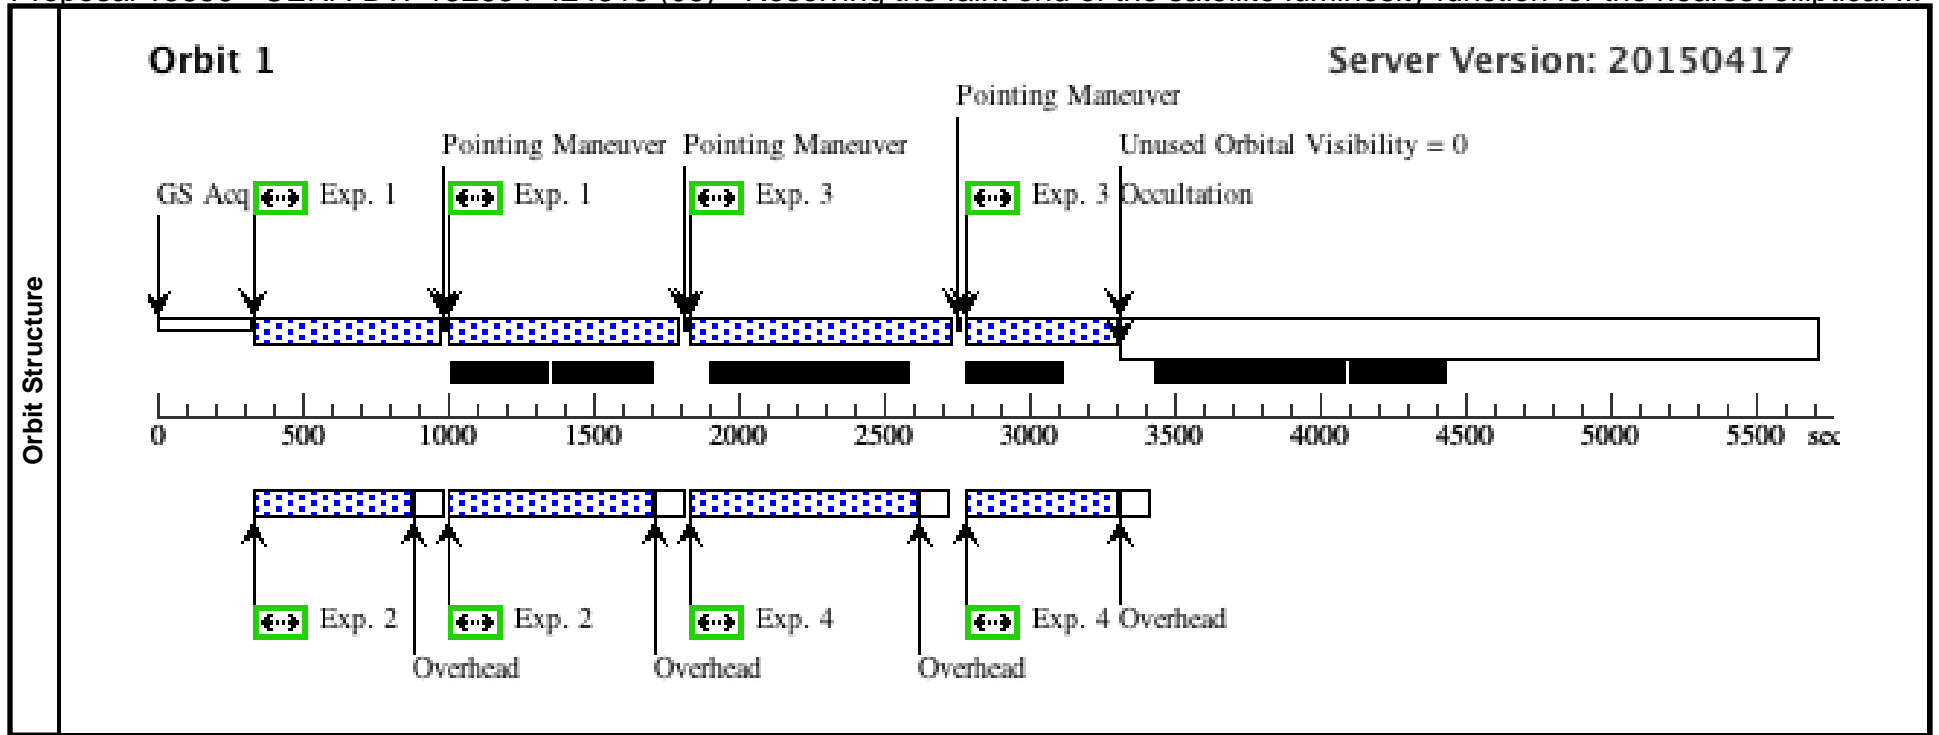 Orbit 1
Server Version: 20150417
Pointing Maneuver
Pointing Maneuver Pointing Maneuver Unused Orbital Visibility = 0
GS Acq Exp. 1 Exp. 1 Exp. 3 Exp. 3 Occultation
Orbit Structure
0 500 1000 1500 2000 2500 3000 3500 4000 4500 5000 5500 sec
Exp. 2 Exp. 2 Exp. 4 Exp. 4 Overhead
Overhead Overhead Overhead